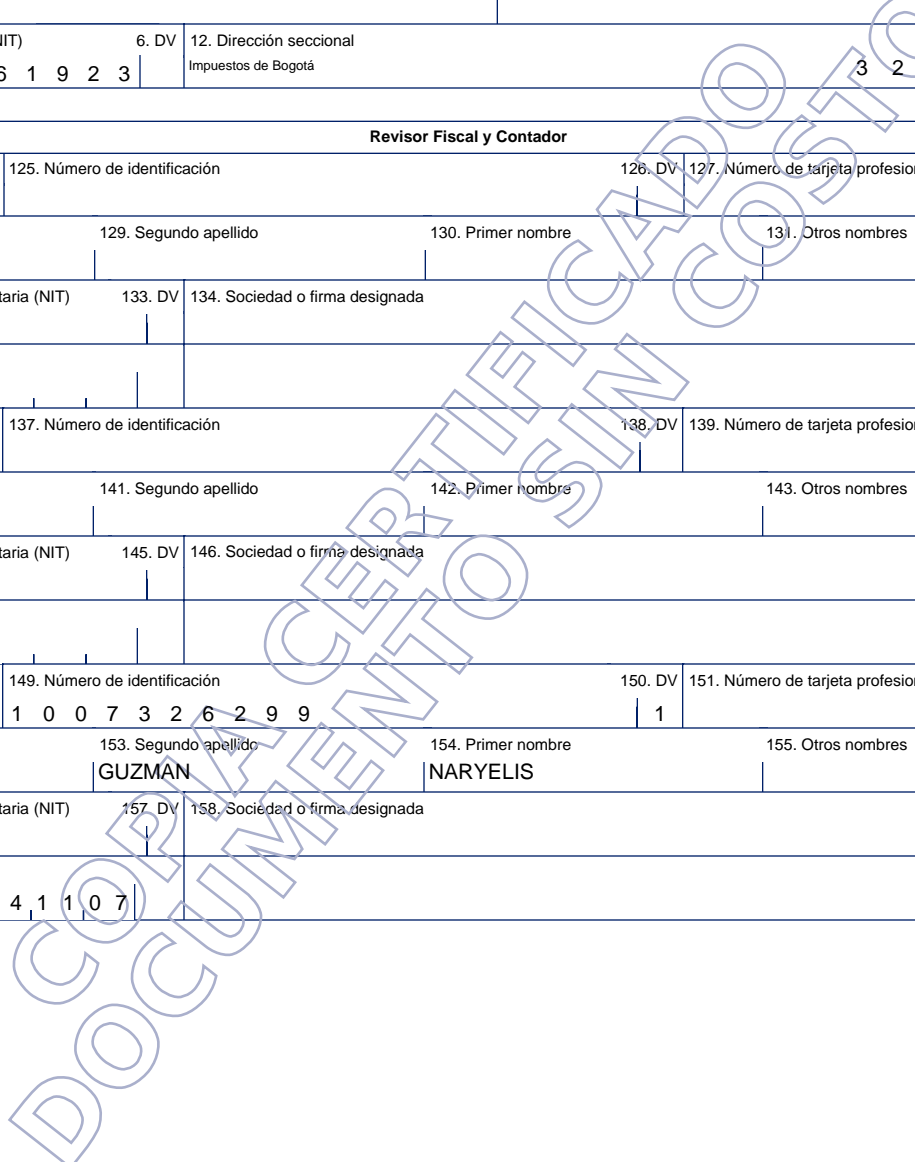 NIT) 6. DV 12. Dirección seccional
6 1 9 2 3 Impuestos de Bogotá 3 2
Revisor Fiscal y Contador
125. Número de identificación 126. DV 127. Número de tarjeta profesion
129. Segundo apellido 130. Primer nombre 131. Otros nombres
taria (NIT) 133. DV 134. Sociedad o firma designada
137. Número de identificación 138. DV 139. Número de tarjeta profesion
141. Segundo apellido 142. Primer nombre 143. Otros nombres
taria (NIT) 145. DV 146. Sociedad o firma designada
149. Número de identificación 150. DV 151. Número de tarjeta profesion
1 0 0 7 3 2 6 2 9 9 1
153. Segundo apellido 154. Primer nombre 155. Otros nombres
GUZMAN NARYELIS
taria (NIT) 157. DV 158. Sociedad o firma designada
4 1 1 0 7
COPIA CERTIFICADO
DOCUMENTO SIN COSTO